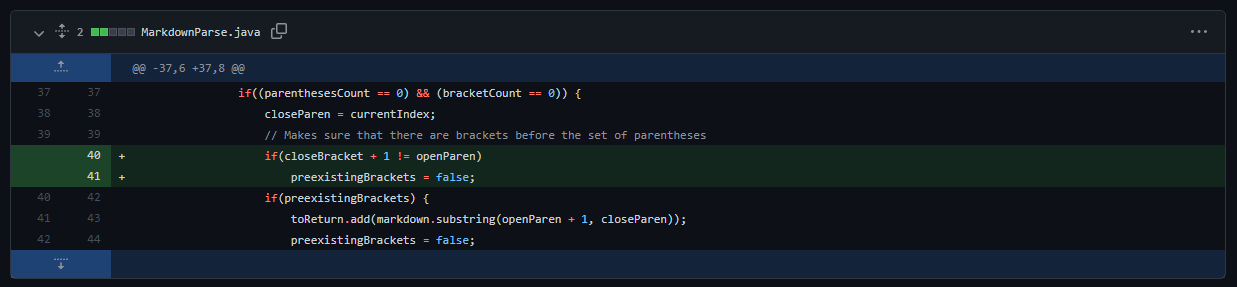 2 MarkdownParse.java
@@ -37,6 +37,8 @@
37 37 if((parenthesesCount == 0) && (bracketCount == 0)) {
38 38 closeParen = currentIndex;
39 39 // Makes sure that there are brackets before the set of parentheses
40 + if(closeBracket + 1 != openParen)
41 + preexistingBrackets = false;
40 42 if(preexistingBrackets) {
41 43 toReturn.add(markdown.substring(openParen + 1, closeParen));
42 44 preexistingBrackets = false;